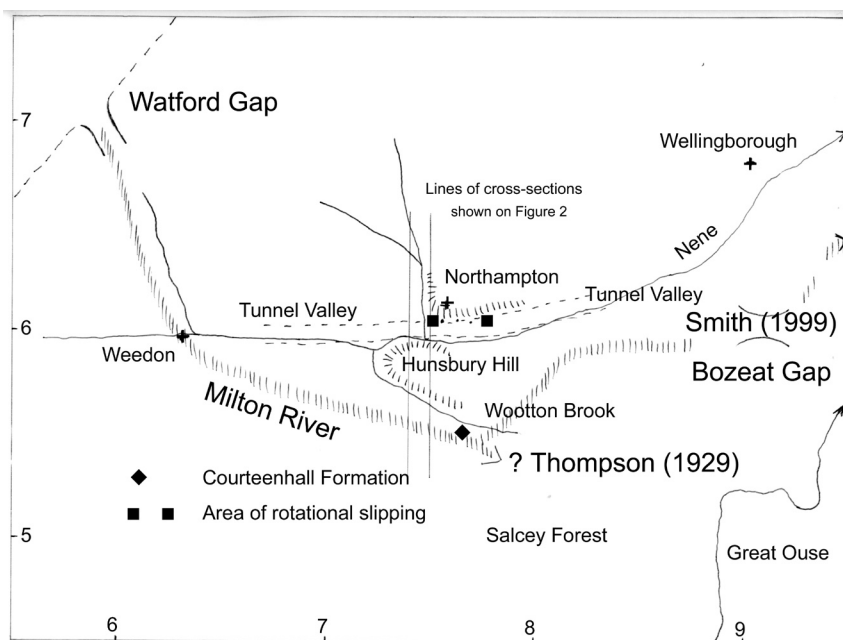 Watford Gap
7
Wellingborough
Lines of cross-sections
shown on Figure 2
Nene
Northampton
Tunnel Valley
Tunnel Valley
6
Smith (1999)
Weedon
Hunsbury Hill
Bozeat Gap
Milton River
Wootton Brook
? Thompson (1929)
Courteenhall Formation
Area of rotational slipping
5
Salcey Forest
Great Ouse
6
7
8
9